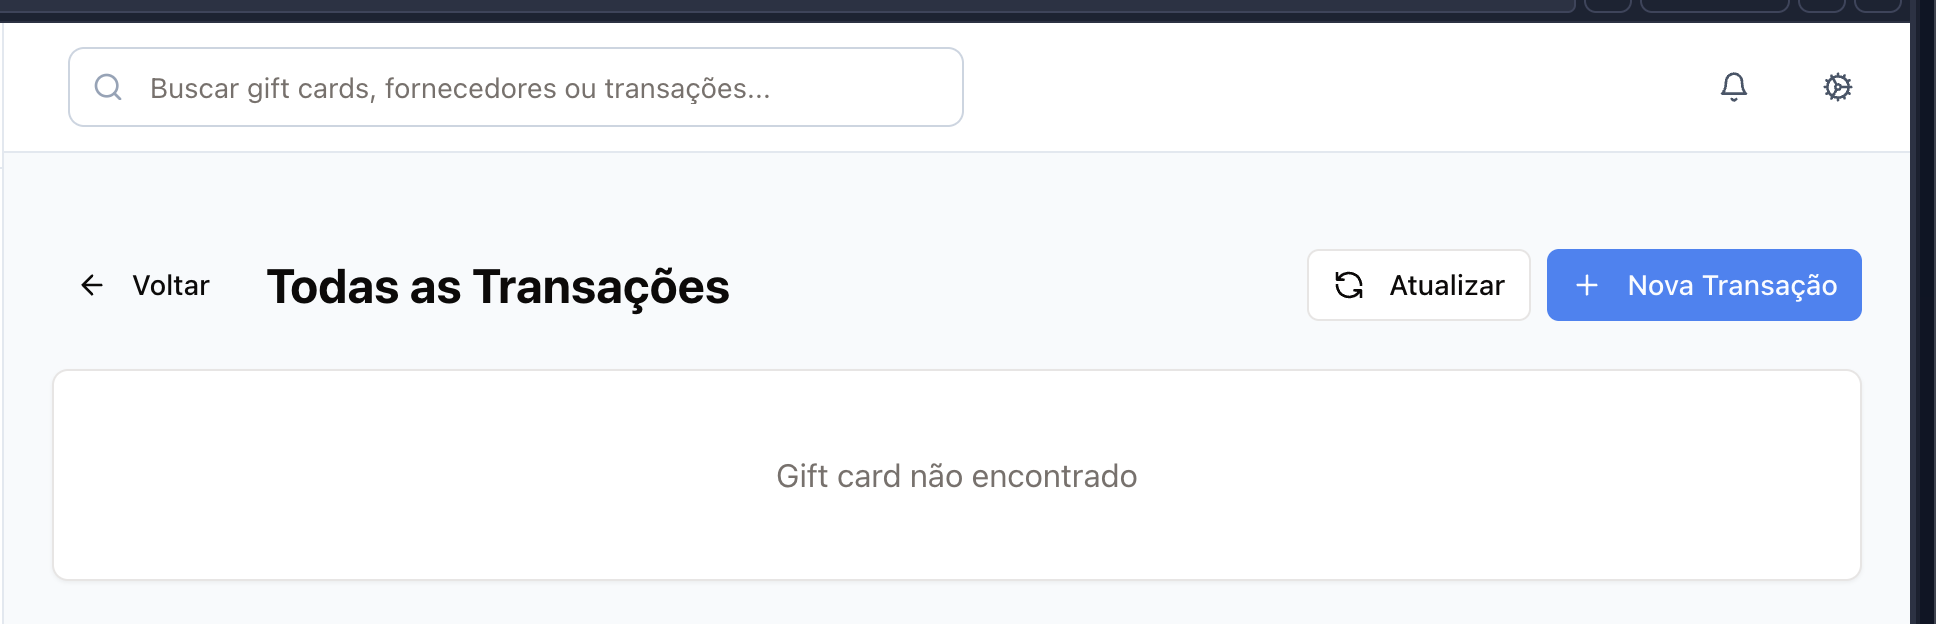 Buscar gift cards, fornecedores ou transações...
Voltar
Todas as Transações
Atualizar
Nova Transação
Gift card não encontrado